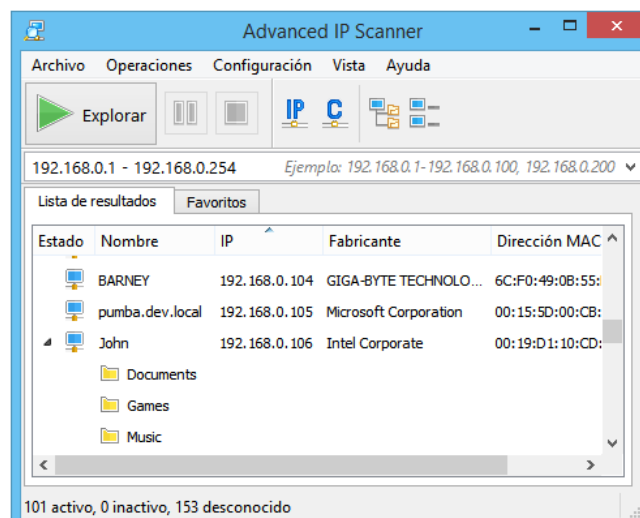 Advanced IP Scanner
Archivo Operaciones Configuración Vista Ayuda
Explorar IP C
192.168.0.1 - 192.168.0.254 Ejemplo: 192.168.0.1-192.168.0.100, 192.168.0.200
Lista de resultados Favoritos
Estado Nombre IP Fabricante Dirección MAC
BARNEY 192.168.0.104 GIGA-BYTE TECHNOLO... 6C:F0:49:0B:55:
pumba.dev.local 192.168.0.105 Microsoft Corporation 00:15:5D:00:CB:
John 192.168.0.106 Intel Corporate 00:19:D1:10:CD:
Documents
Games
Music
101 activo, 0 inactivo, 153 desconocido